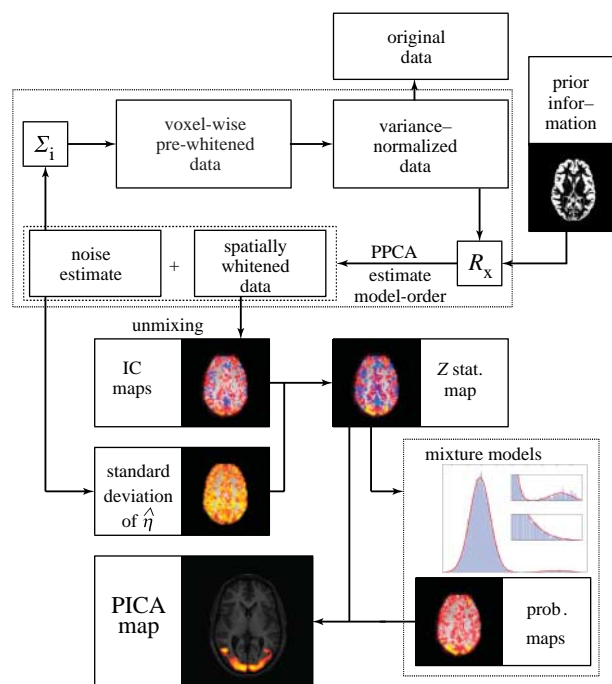 original
data
prior
infor–
mation
Σi
voxel-wise
pre-whitened
data
variance–
normalized
data
noise
estimate
+
spatially
whitened
data
PPCA
estimate
model-order
Rx
unmixing
IC
maps
Z stat.
map
standard
deviation
of η̂
mixture models
PICA
map
prob.
maps